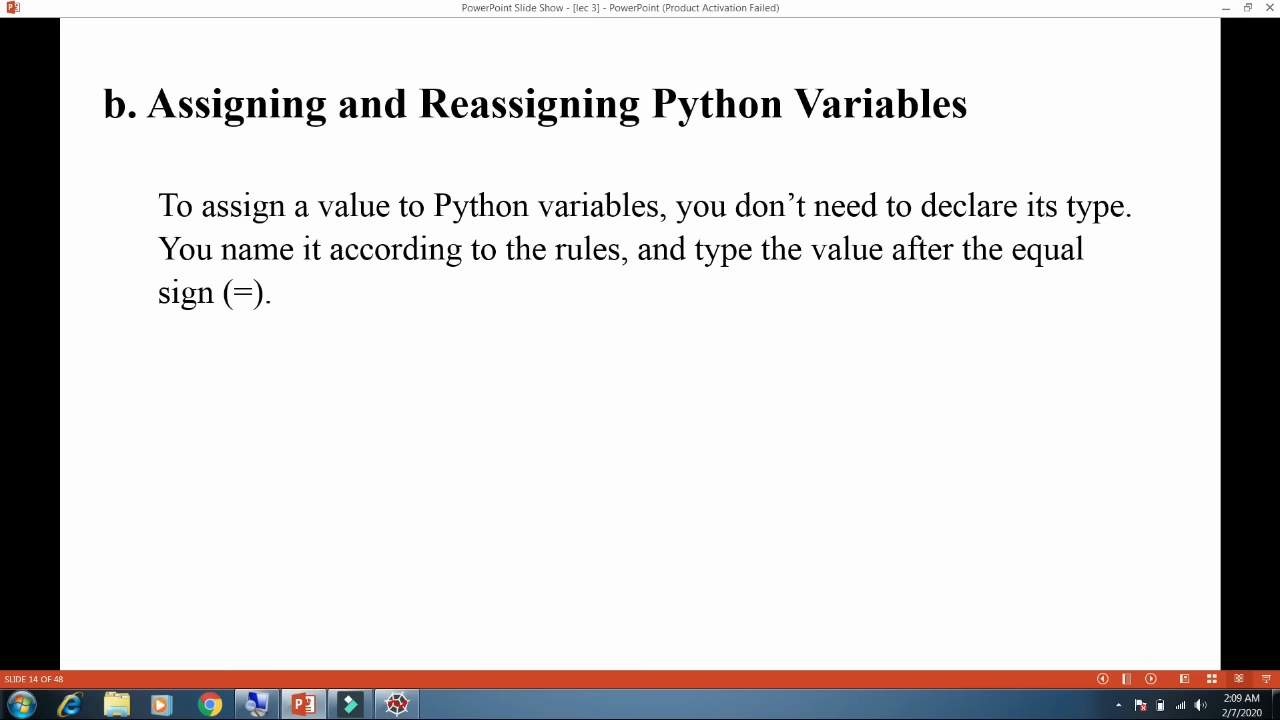 PowerPoint Slide Show - [lec 3] - PowerPoint (Product Activation Failed)
b. Assigning and Reassigning Python Variables
To assign a value to Python variables, you don’t need to declare its type.
You name it according to the rules, and type the value after the equal
sign (=).
SLIDE 14 OF 48
2:09 AM
2/7/2020